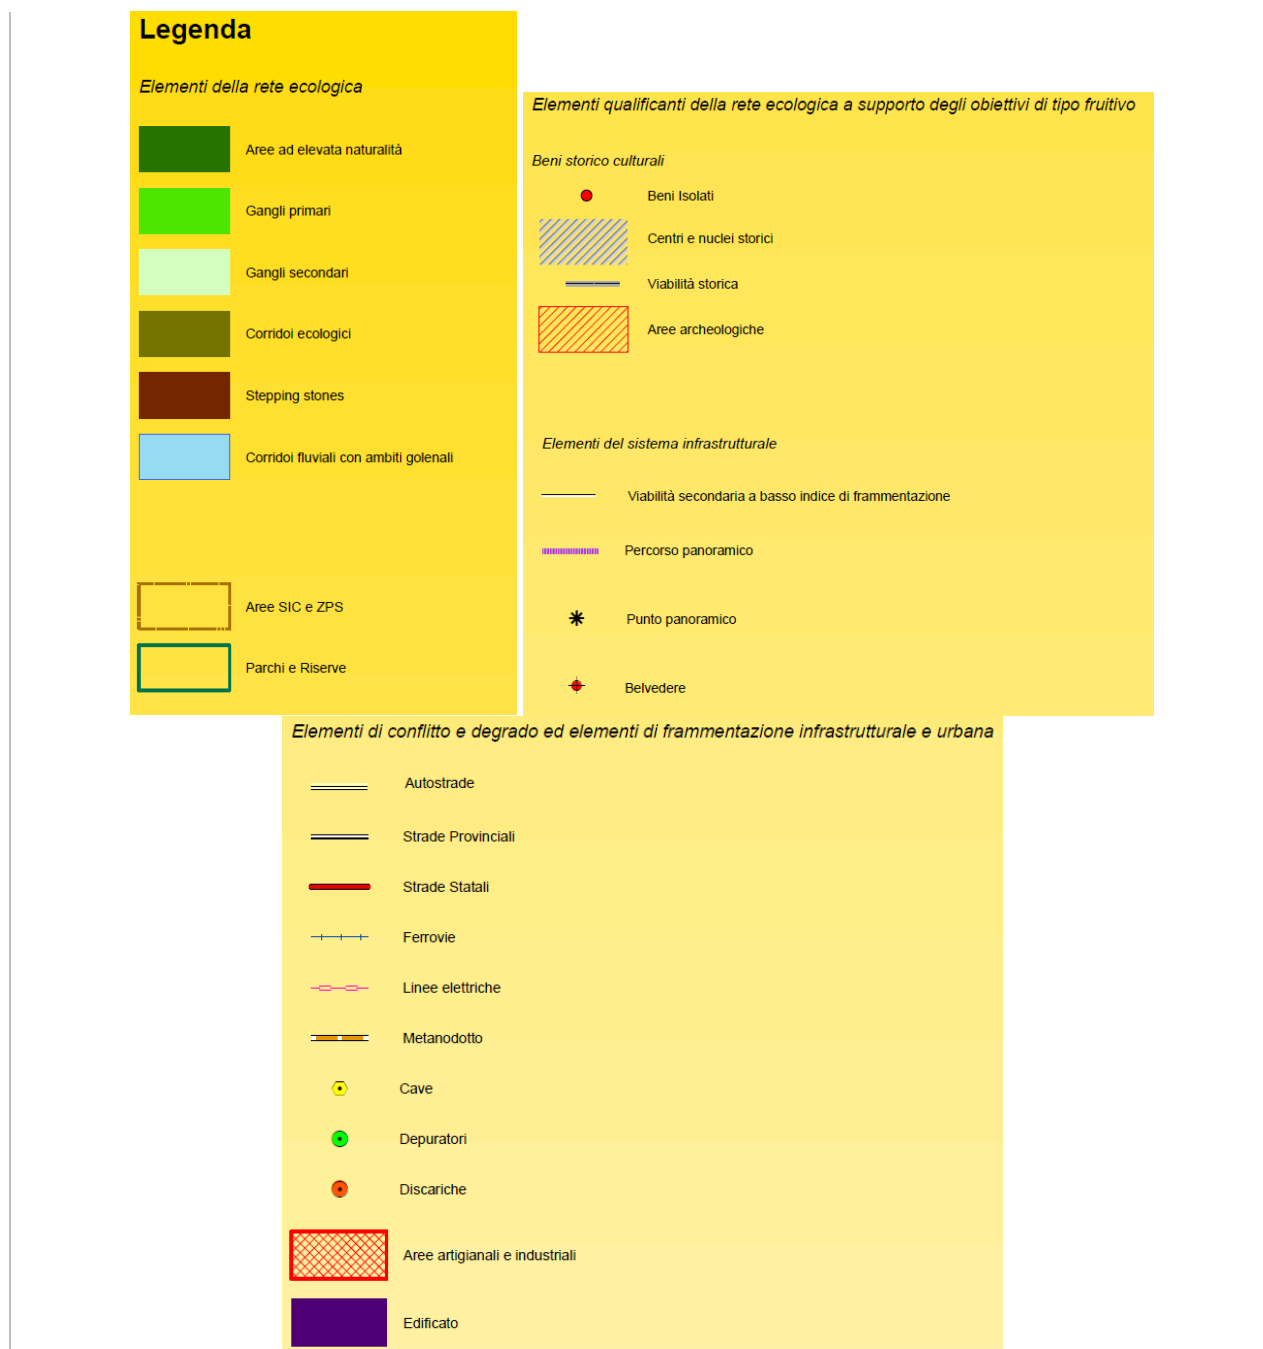 Legenda
Elementi della rete ecologica
Aree ad elevata naturalità
Gangli primari
Gangli secondari
Corridoi ecologici
Stepping stones
Corridoi fluviali con ambiti golenali
Aree SIC e ZPS
Parchi e Riserve
Elementi qualificanti della rete ecologica a supporto degli obiettivi di tipo fruitivo
Beni storico culturali
Beni Isolati
Centri e nuclei storici
Viabilità storica
Aree archeologiche
Elementi del sistema infrastrutturale
Viabilità secondaria a basso indice di frammentazione
Percorso panoramico
Punto panoramico
Belvedere
Elementi di conflitto e degrado ed elementi di frammentazione infrastrutturale e urbana
Autostrade
Strade Provinciali
Strade Statali
Ferrovie
Linee elettriche
Metanodotto
Cave
Depuratori
Discariche
Aree artigianali e industriali
Edificato